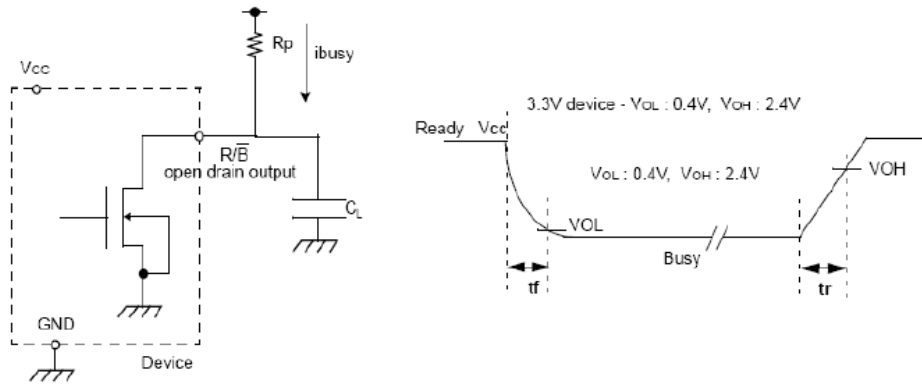 Rp
ibusy
Vcc
R/B̅
open drain output
CL
GND
Device
3.3V device - VOL : 0.4V, VOH : 2.4V
Ready Vcc
VOL : 0.4V, VOH : 2.4V
VOH
VOL
Busy
tf
tr